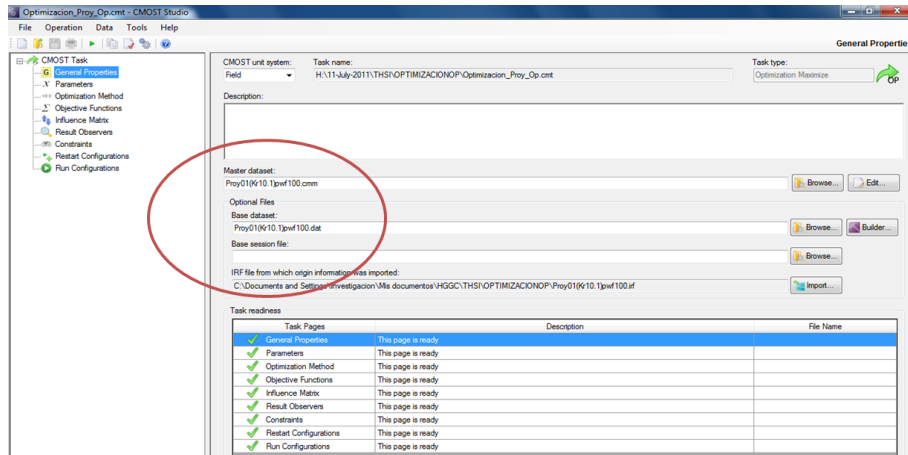 Optimizacion_Proy_Op.cmt - CMOST Studio
File Operation Data Tools Help
General Propertie
CMOST Task
General Properties
Parameters
Optimization Method
Objective Functions
Influence Matrix
Result Observers
Constraints
Restart Configurations
Run Configurations
CMOST unit system: Task name: Task type:
Field H:\11-July-2011\THSI\OPTIMIZACIONOP\Optimizacion_Proy_Op.cmt Optimization Maximize OP
Description:
Master dataset:
Proy01(Kr10.1)pwf100.cmm Browse... Edit...
Optional Files
Base dataset:
Proy01(Kr10.1)pwf100.dat Browse... Builder...
Base session file:
Browse...
IRF file from which origin information was imported:
C:\Documents and Settings\Investigacion\Mis documentos\HGGC\THSI\OPTIMIZACIONOP\Proy01(Kr10.1)pwf100.irf Import...
Task readiness
Task Pages Description File Name
General Properties This page is ready
Parameters This page is ready
Optimization Method This page is ready
Objective Functions This page is ready
Influence Matrix This page is ready
Result Observers This page is ready
Constraints This page is ready
Restart Configurations This page is ready
Run Configurations This page is ready